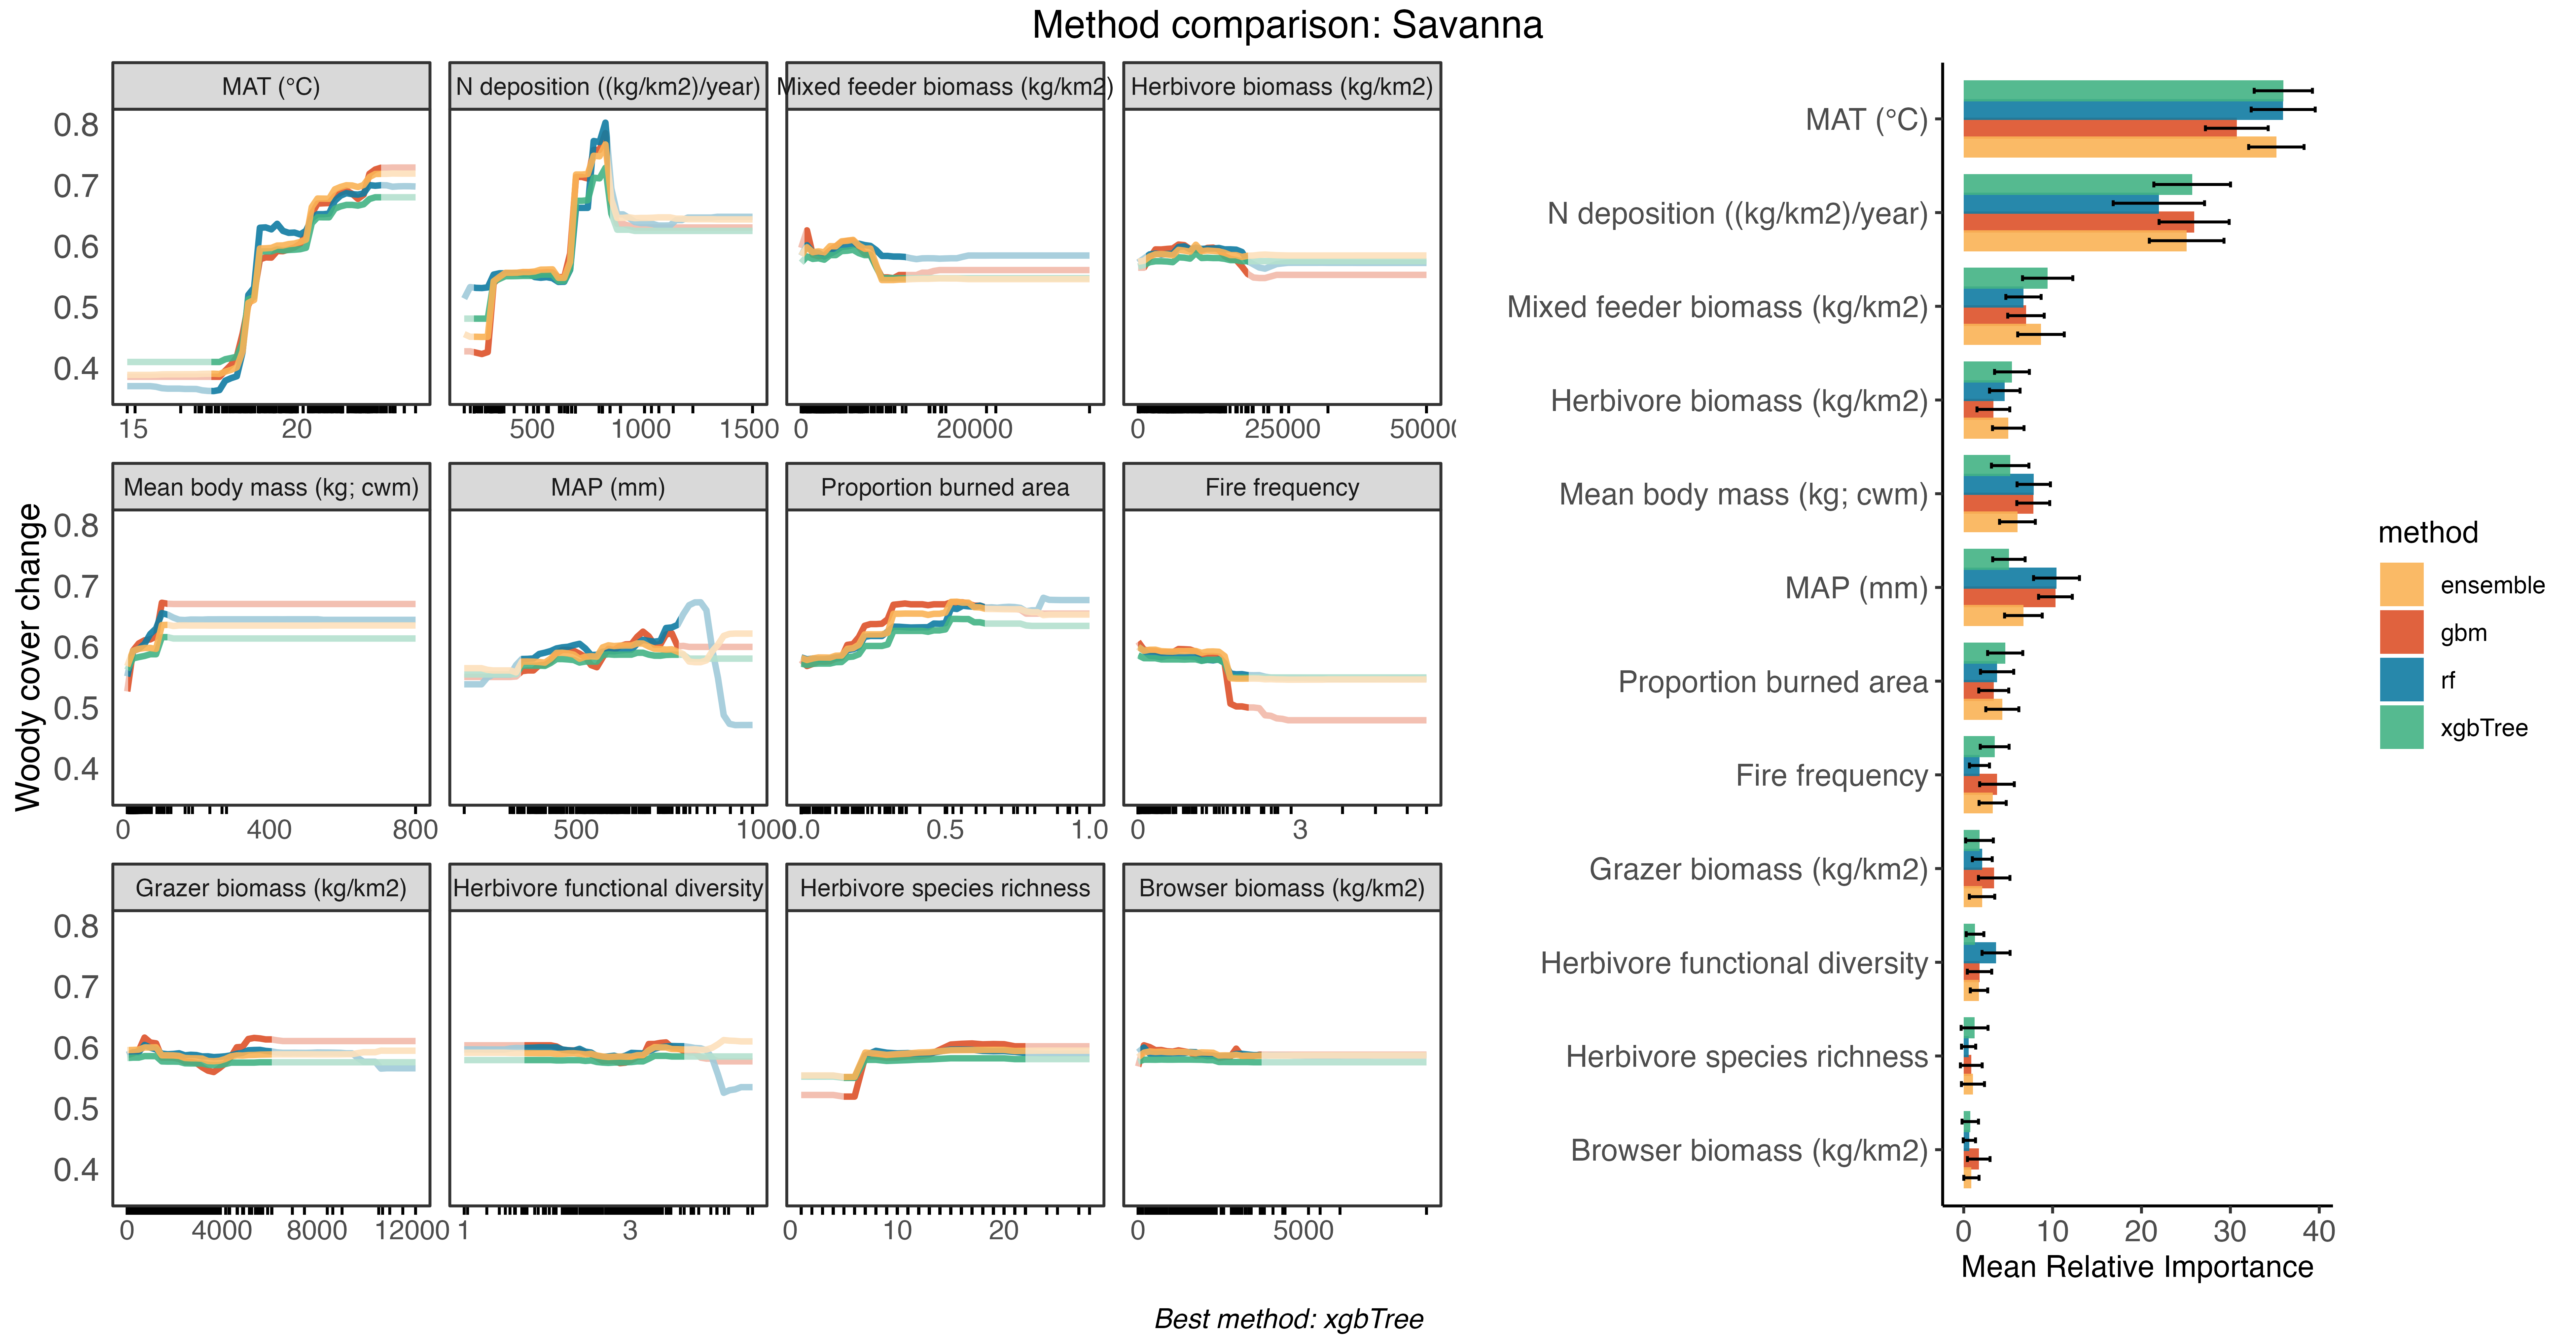 Method comparison: Savanna
MAT (°C)
N deposition ((kg/km2)/year)
Mixed feeder biomass (kg/km2)
Herbivore biomass (kg/km2)
0.8
0.7
0.6
0.5
0.4
15 20
500 1000 1500
0 20000
0 25000 5000
Mean body mass (kg; cwm)
MAP (mm)
Proportion burned area
Fire frequency
Woody cover change
0.8
0.7
0.6
0.5
0.4
0 400 800
500 1000
0.0 0.5 1.0
0 3
Grazer biomass (kg/km2)
Herbivore functional diversity
Herbivore species richness
Browser biomass (kg/km2)
0.8
0.7
0.6
0.5
0.4
0 4000 8000 12000
1 3
0 10 20
0 5000
MAT (°C)
N deposition ((kg/km2)/year)
Mixed feeder biomass (kg/km2)
Herbivore biomass (kg/km2)
Mean body mass (kg; cwm)
MAP (mm)
Proportion burned area
Fire frequency
Grazer biomass (kg/km2)
Herbivore functional diversity
Herbivore species richness
Browser biomass (kg/km2)
0 10 20 30 40
Mean Relative Importance
method
ensemble
gbm
rf
xgbTree
Best method: xgbTree